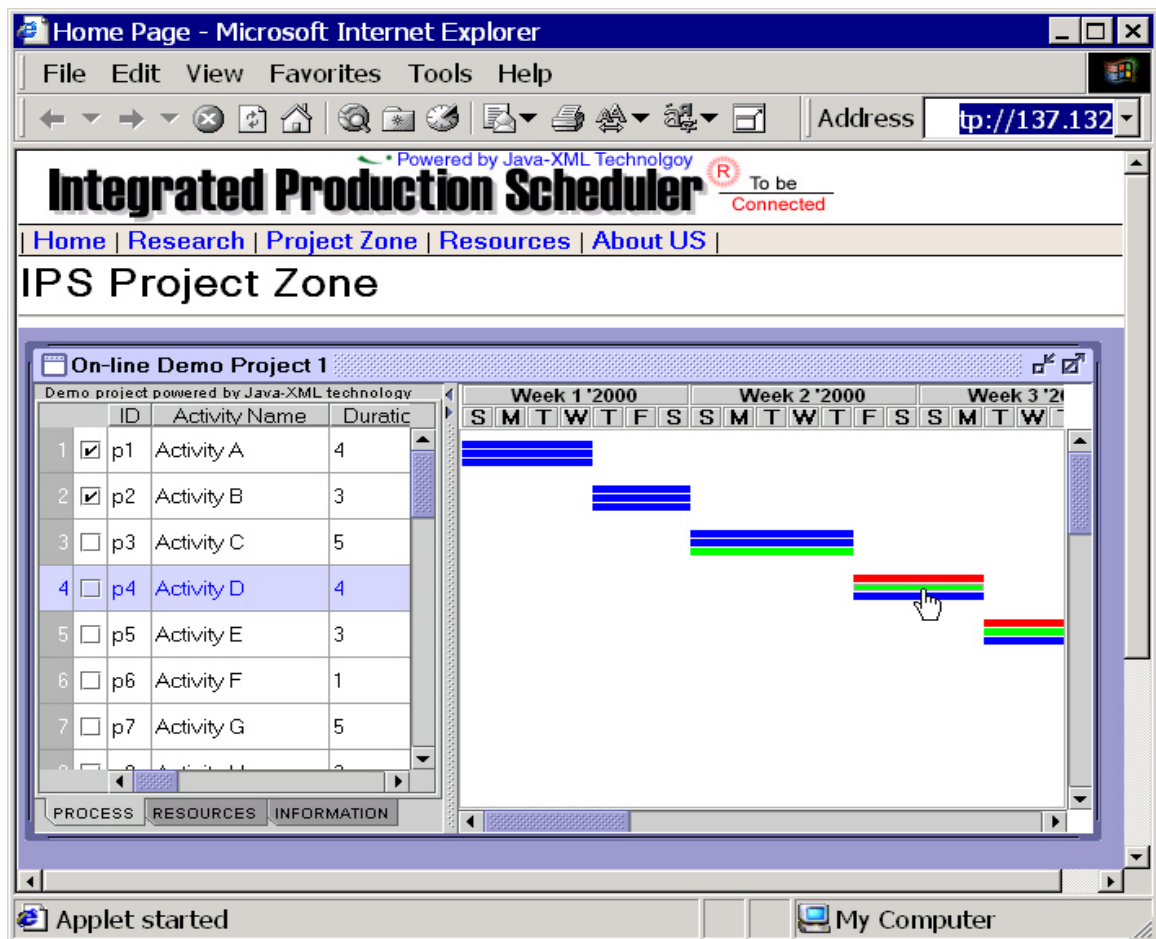 Home Page - Microsoft Internet Explorer
File Edit View Favorites Tools Help
Address tp://137.132
Powered by Java-XML Technolgoy
Integrated Production Scheduler R To be
Connected
| Home | Research | Project Zone | Resources | About US |
IPS Project Zone
On-line Demo Project 1
Demo project powered by Java-XML technology
Week 1 '2000 Week 2 '2000 Week 3 '2
ID Activity Name Duratic
S M T W T F S S M T W T F S S M T W T
1 p1 Activity A 4
2 p2 Activity B 3
3 p3 Activity C 5
4 p4 Activity D 4
5 p5 Activity E 3
6 p6 Activity F 1
7 p7 Activity G 5
PROCESS RESOURCES INFORMATION
Applet started My Computer